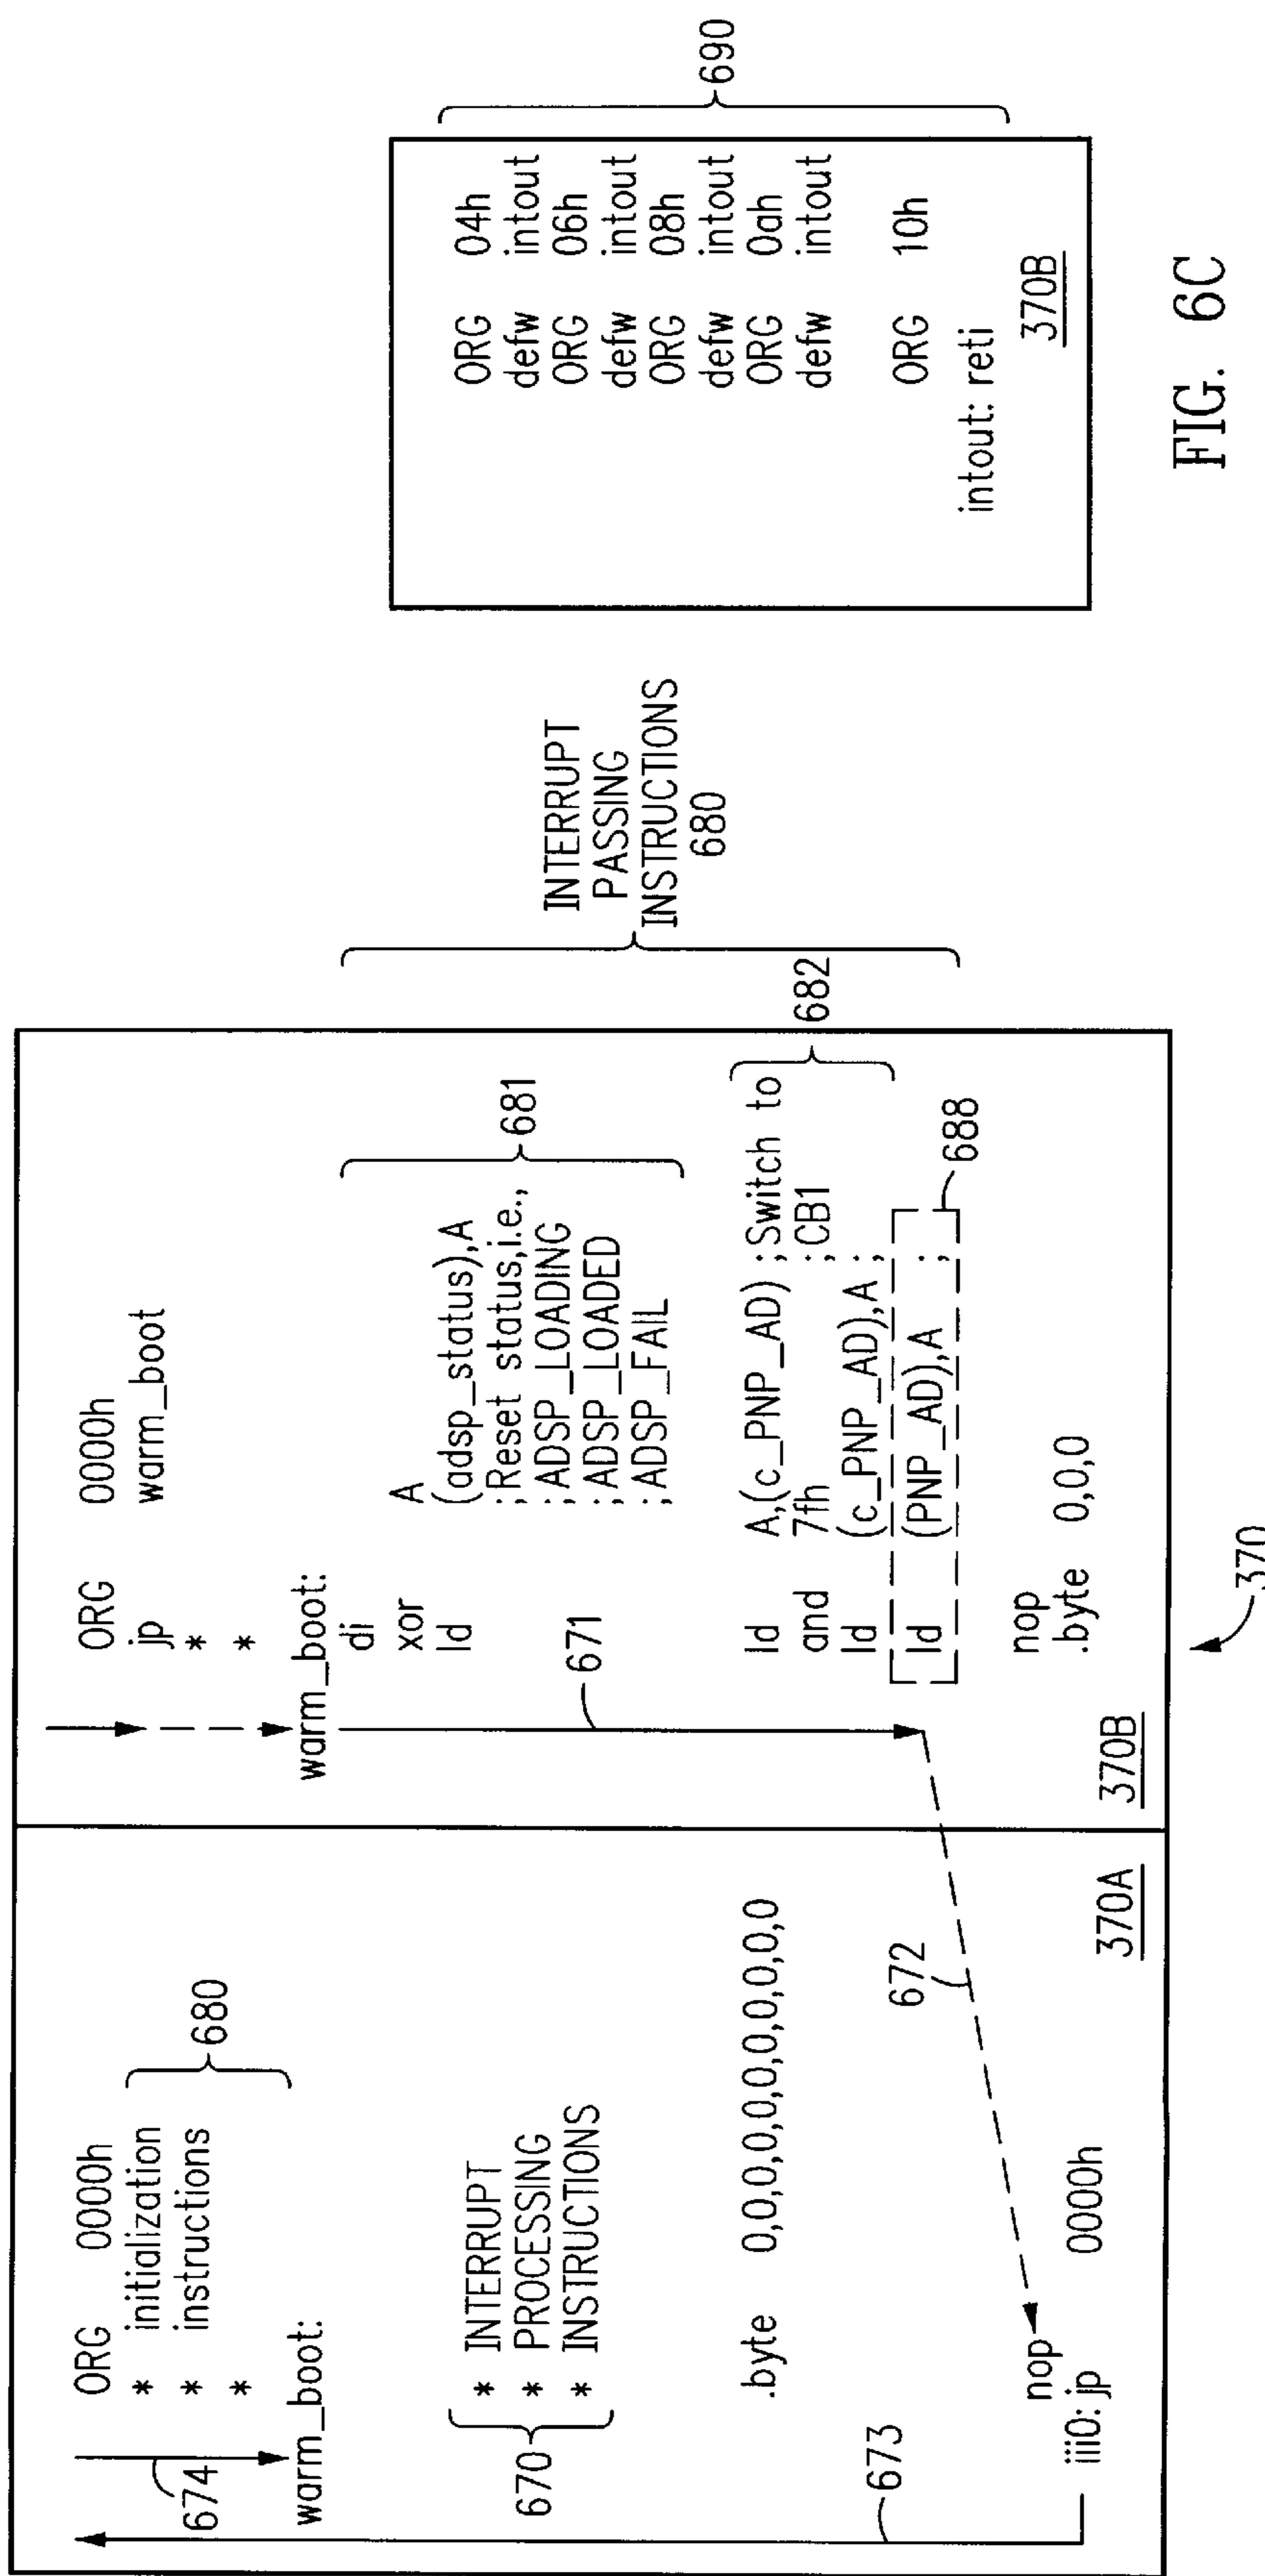 ORG 0000h
* initialization
* instructions
*
680
674
warm_boot:
* INTERRUPT
* PROCESSING
* INSTRUCTIONS
670
.byte 0,0,0,0,0,0,0,0,0,0
673
672
nop
iii0: jp 0000h
370A
ORG 0000h
jp warm_boot
*
*
warm_boot:
di
xor A
ld (adsp_status),A
;Reset status,i.e.,
;ADSP_LOADING
;ADSP_LOADED
;ADSP_FAIL
681
671
ld A,(c_PNP_AD) ;Switch to
and 7fh ;CB1
ld (c_PNP_AD),A ;
682
ld (PNP_AD),A ;
688
nop
.byte 0,0,0
370B
370
INTERRUPT
PASSING
INSTRUCTIONS
680
ORG 04h
defw intout
ORG 06h
defw intout
ORG 08h
defw intout
ORG 0ah
defw intout
ORG 10h
intout: reti
370B
690
FIG. 6C